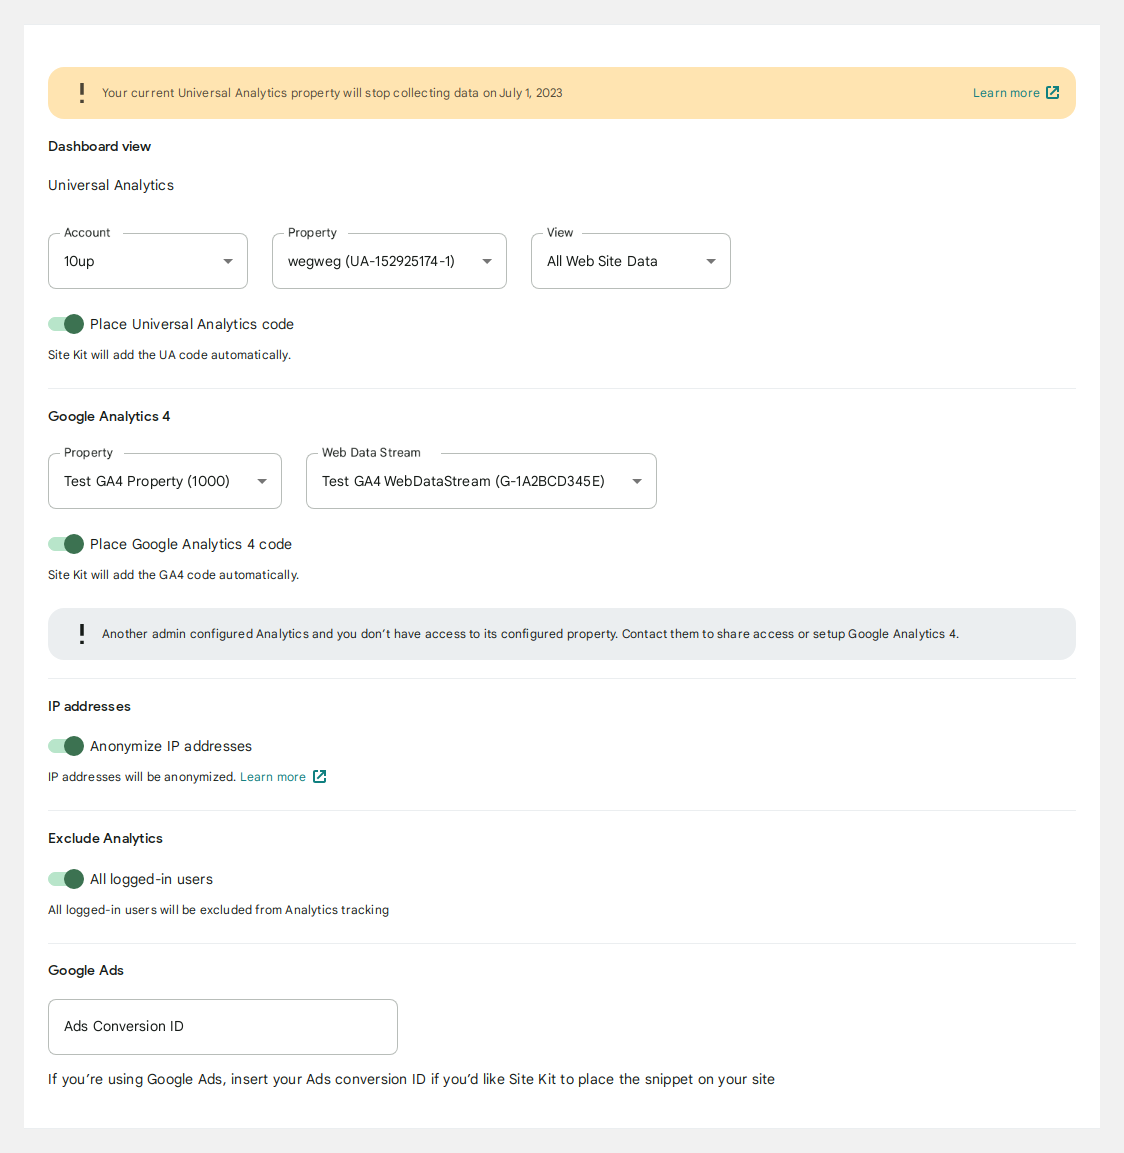 Your current Universal Analytics property will stop collecting data on July 1, 2023
Learn more
Dashboard view
Universal Analytics
Account
Property
View
10up
wegweg (UA-152925174-1)
All Web Site Data
Place Universal Analytics code
Site Kit will add the UA code automatically.
Google Analytics 4
Property
Web Data Stream
Test GA4 Property (1000)
Test GA4 WebDataStream (G-1A2BCD345E)
Place Google Analytics 4 code
Site Kit will add the GA4 code automatically.
Another admin configured Analytics and you don’t have access to its configured property. Contact them to share access or setup Google Analytics 4.
IP addresses
Anonymize IP addresses
IP addresses will be anonymized. Learn more
Exclude Analytics
All logged-in users
All logged-in users will be excluded from Analytics tracking
Google Ads
Ads Conversion ID
If you’re using Google Ads, insert your Ads conversion ID if you’d like Site Kit to place the snippet on your site